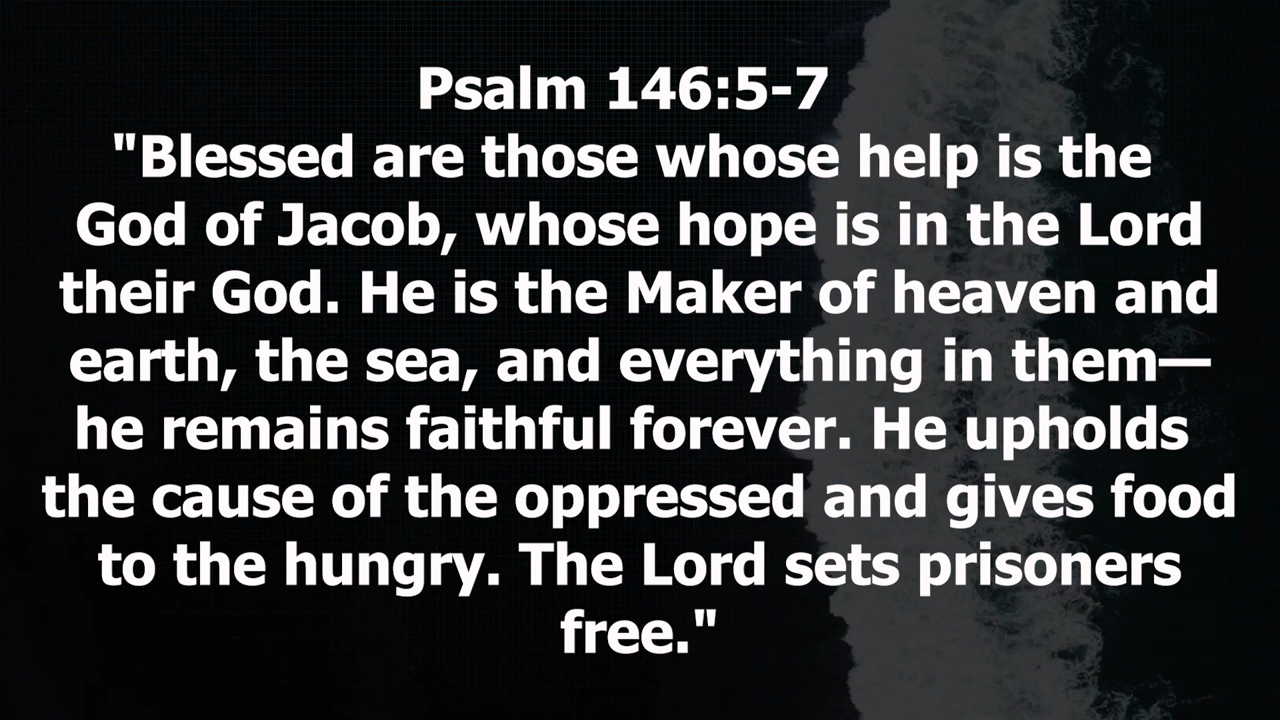 Psalm 146:5-7
"Blessed are those whose help is the
God of Jacob, whose hope is in the Lord
their God. He is the Maker of heaven and
earth, the sea, and everything in them—
he remains faithful forever. He upholds
the cause of the oppressed and gives food
to the hungry. The Lord sets prisoners
free."